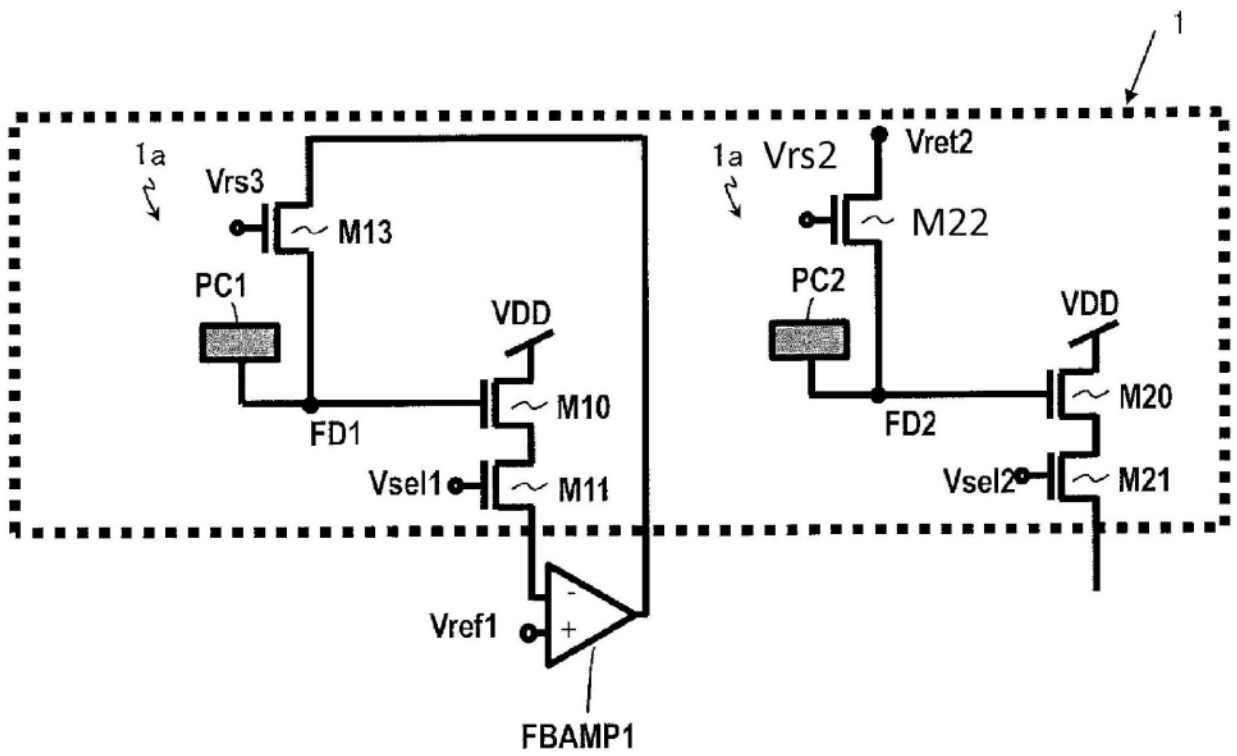 1
1a
Vrs3
M13
PC1
FD1
VDD
M10
Vsel1
M11
Vref1
-
+
FBAMP1
1a
Vrs2
Vret2
M22
PC2
FD2
VDD
M20
Vsel2
M21